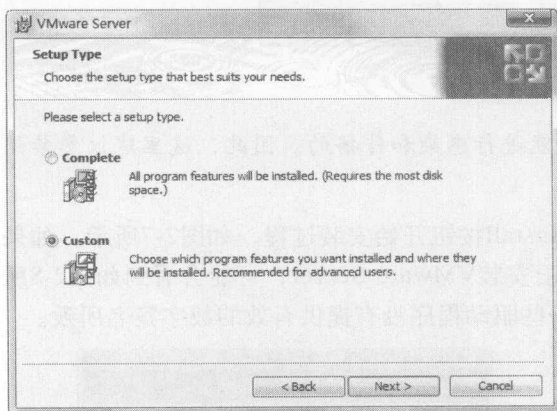 VMware Server
Setup Type
Choose the setup type that best suits your needs.
Please select a setup type.
Complete
All program features will be installed. (Requires the most disk
space.)
Custom
Choose which program features you want installed and where they
will be installed. Recommended for advanced users.
< Back
Next >
Cancel